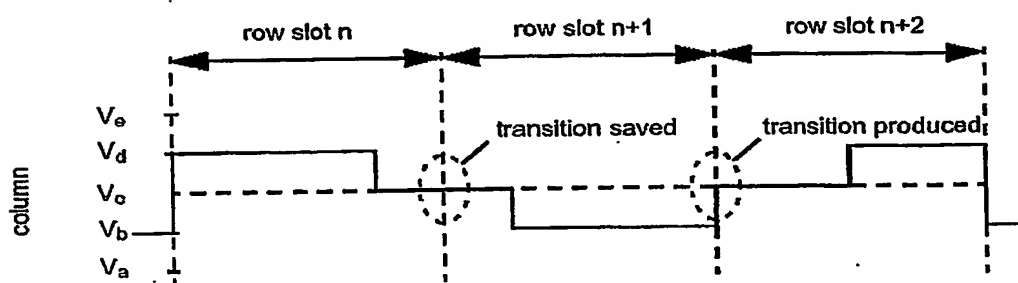 row slot n
row slot n+1
row slot n+2
transition saved
transition produced
Ve
Vd
Vc
Vb
Va
column